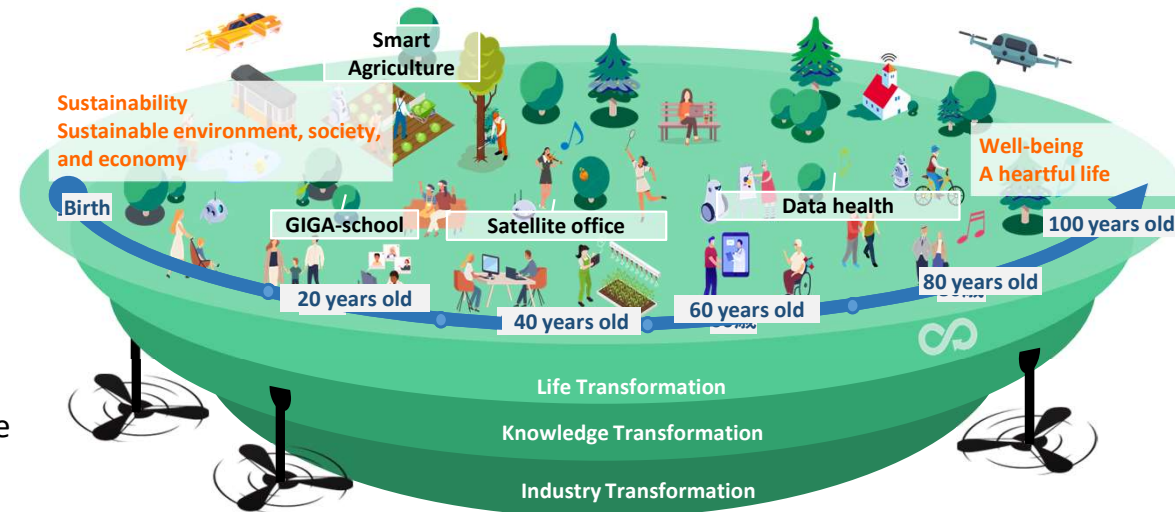 Smart
Agriculture
Sustainability
Sustainable environment, society,
and economy
Well-being
A heartful life
Birth
GIGA-school
Satellite office
Data health
100 years old
20 years old
40 years old
60 years old
80 years old
Life Transformation
Knowledge Transformation
Industry Transformation
e